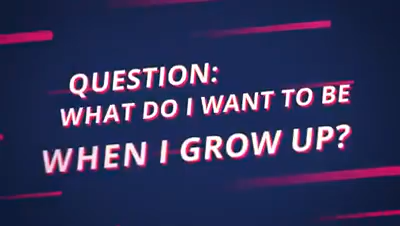 QUESTION:
WHAT DO I WANT TO BE
WHEN I GROW UP?